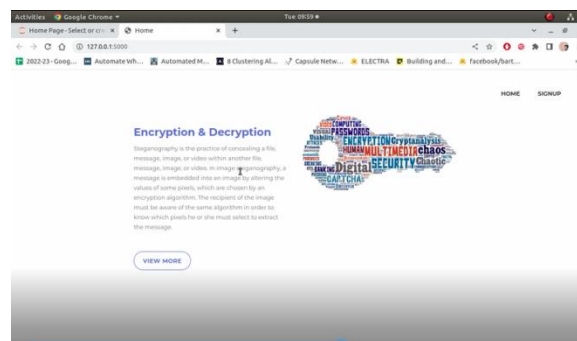 Activities Google Chrome Tue 09:59
Home Page - Select or cre Home
127.0.0.1:5000
2022-23 - Goog... Automate Wh... Automated M... 8 Clustering Al... Capsule Netw... ELECTRA Building and... facebook/bart...
HOME SIGNUP
Encryption & Decryption
Steganography is the practice of concealing a file,
message, image, or video within another file,
message, image, or video. In image steganography, a
message is embedded into an image by altering the
values of some pixels, which are chosen by an
encryption algorithm. The recipient of the image
must be aware of the same algorithm in order to
know which pixels he or she must select to extract
the message.
VIEW MORE
COMPUTING
Visual PASSWORDS
Usability ENCRYPTION Cryptanalysis
HUMAN MULTIMEDIA chaos
Digital SECURITY Chaotic
CAPTCHA